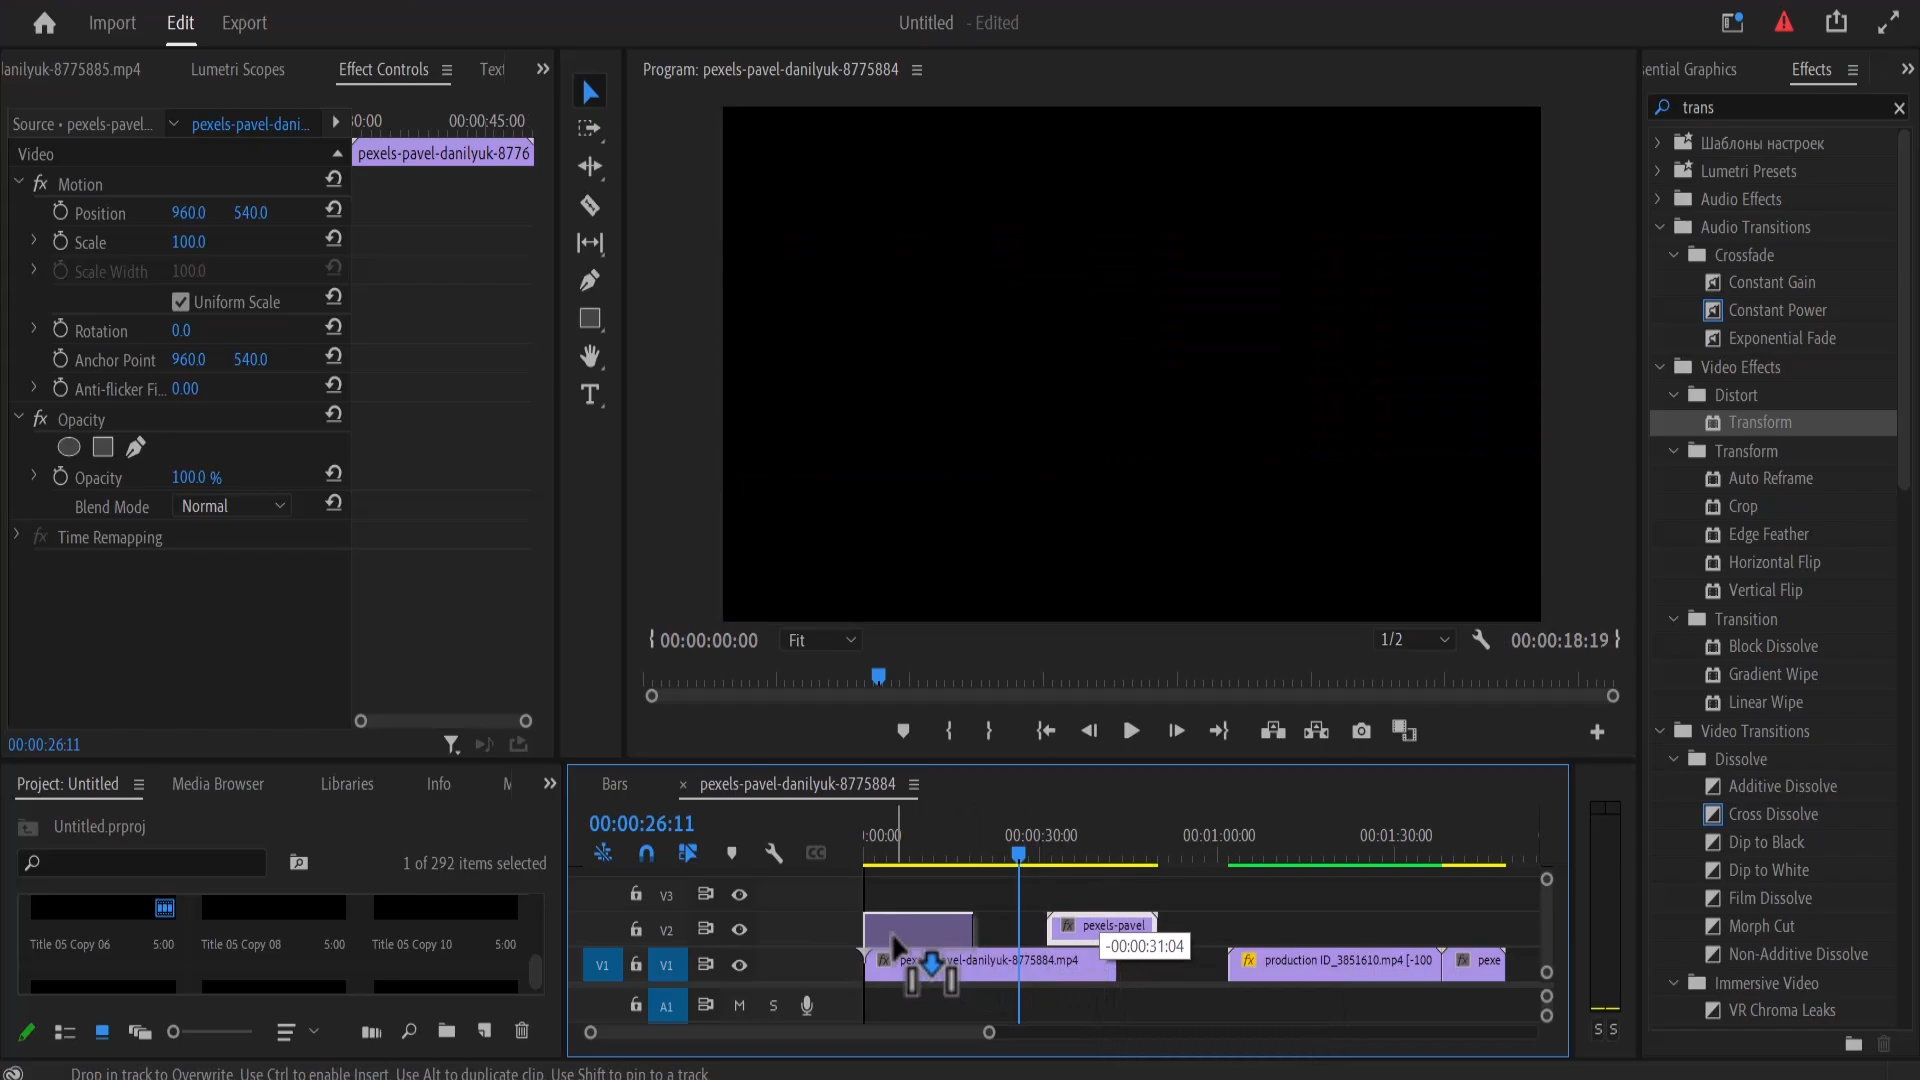 Import
Edit
Export
Untitled - Edited
lanilyuk-8775885.mp4
Lumetri Scopes
Effect Controls
Text
Source • pexels-pavel...
pexels-pavel-dani...
:30:00
00:00:45:00
Video
pexels-pavel-danilyuk-8776
fx Motion
Position 960.0 540.0
Scale 100.0
Scale Width 100.0
Uniform Scale
Rotation 0.0
Anchor Point 960.0 540.0
Anti-flicker Fi... 0.00
fx Opacity
Opacity 100.0 %
Blend Mode Normal
fx Time Remapping
00:00:26:11
Program: pexels-pavel-danilyuk-8775884
00:00:00:00
Fit
1/2
00:00:18:19
Project: Untitled
Media Browser
Libraries
Info
M
Untitled.prproj
1 of 292 items selected
Title 05 Copy 06 5:00
Title 05 Copy 08 5:00
Title 05 Copy 10 5:00
Bars
× pexels-pavel-danilyuk-8775884
00:00:26:11
:00:00
00:00:30:00
00:01:00:00
00:01:30:00
V3
V2
fx pexels-pavel
-00:00:31:04
V1 V1
fx
vel-danilyuk-8775884.mp4
fx production ID_3851610.mp4 [-100
fx pexe
A1 M S
S S
ential Graphics
Effects
trans
Шаблоны настроек
Lumetri Presets
Audio Effects
Audio Transitions
Crossfade
Constant Gain
Constant Power
Exponential Fade
Video Effects
Distort
Transform
Transform
Auto Reframe
Crop
Edge Feather
Horizontal Flip
Vertical Flip
Transition
Block Dissolve
Gradient Wipe
Linear Wipe
Video Transitions
Dissolve
Additive Dissolve
Cross Dissolve
Dip to Black
Dip to White
Film Dissolve
Morph Cut
Non-Additive Dissolve
Immersive Video
VR Chroma Leaks
Drop in track to Overwrite. Use Ctrl to enable Insert. Use Alt to duplicate clip. Use Shift to pin to a track.